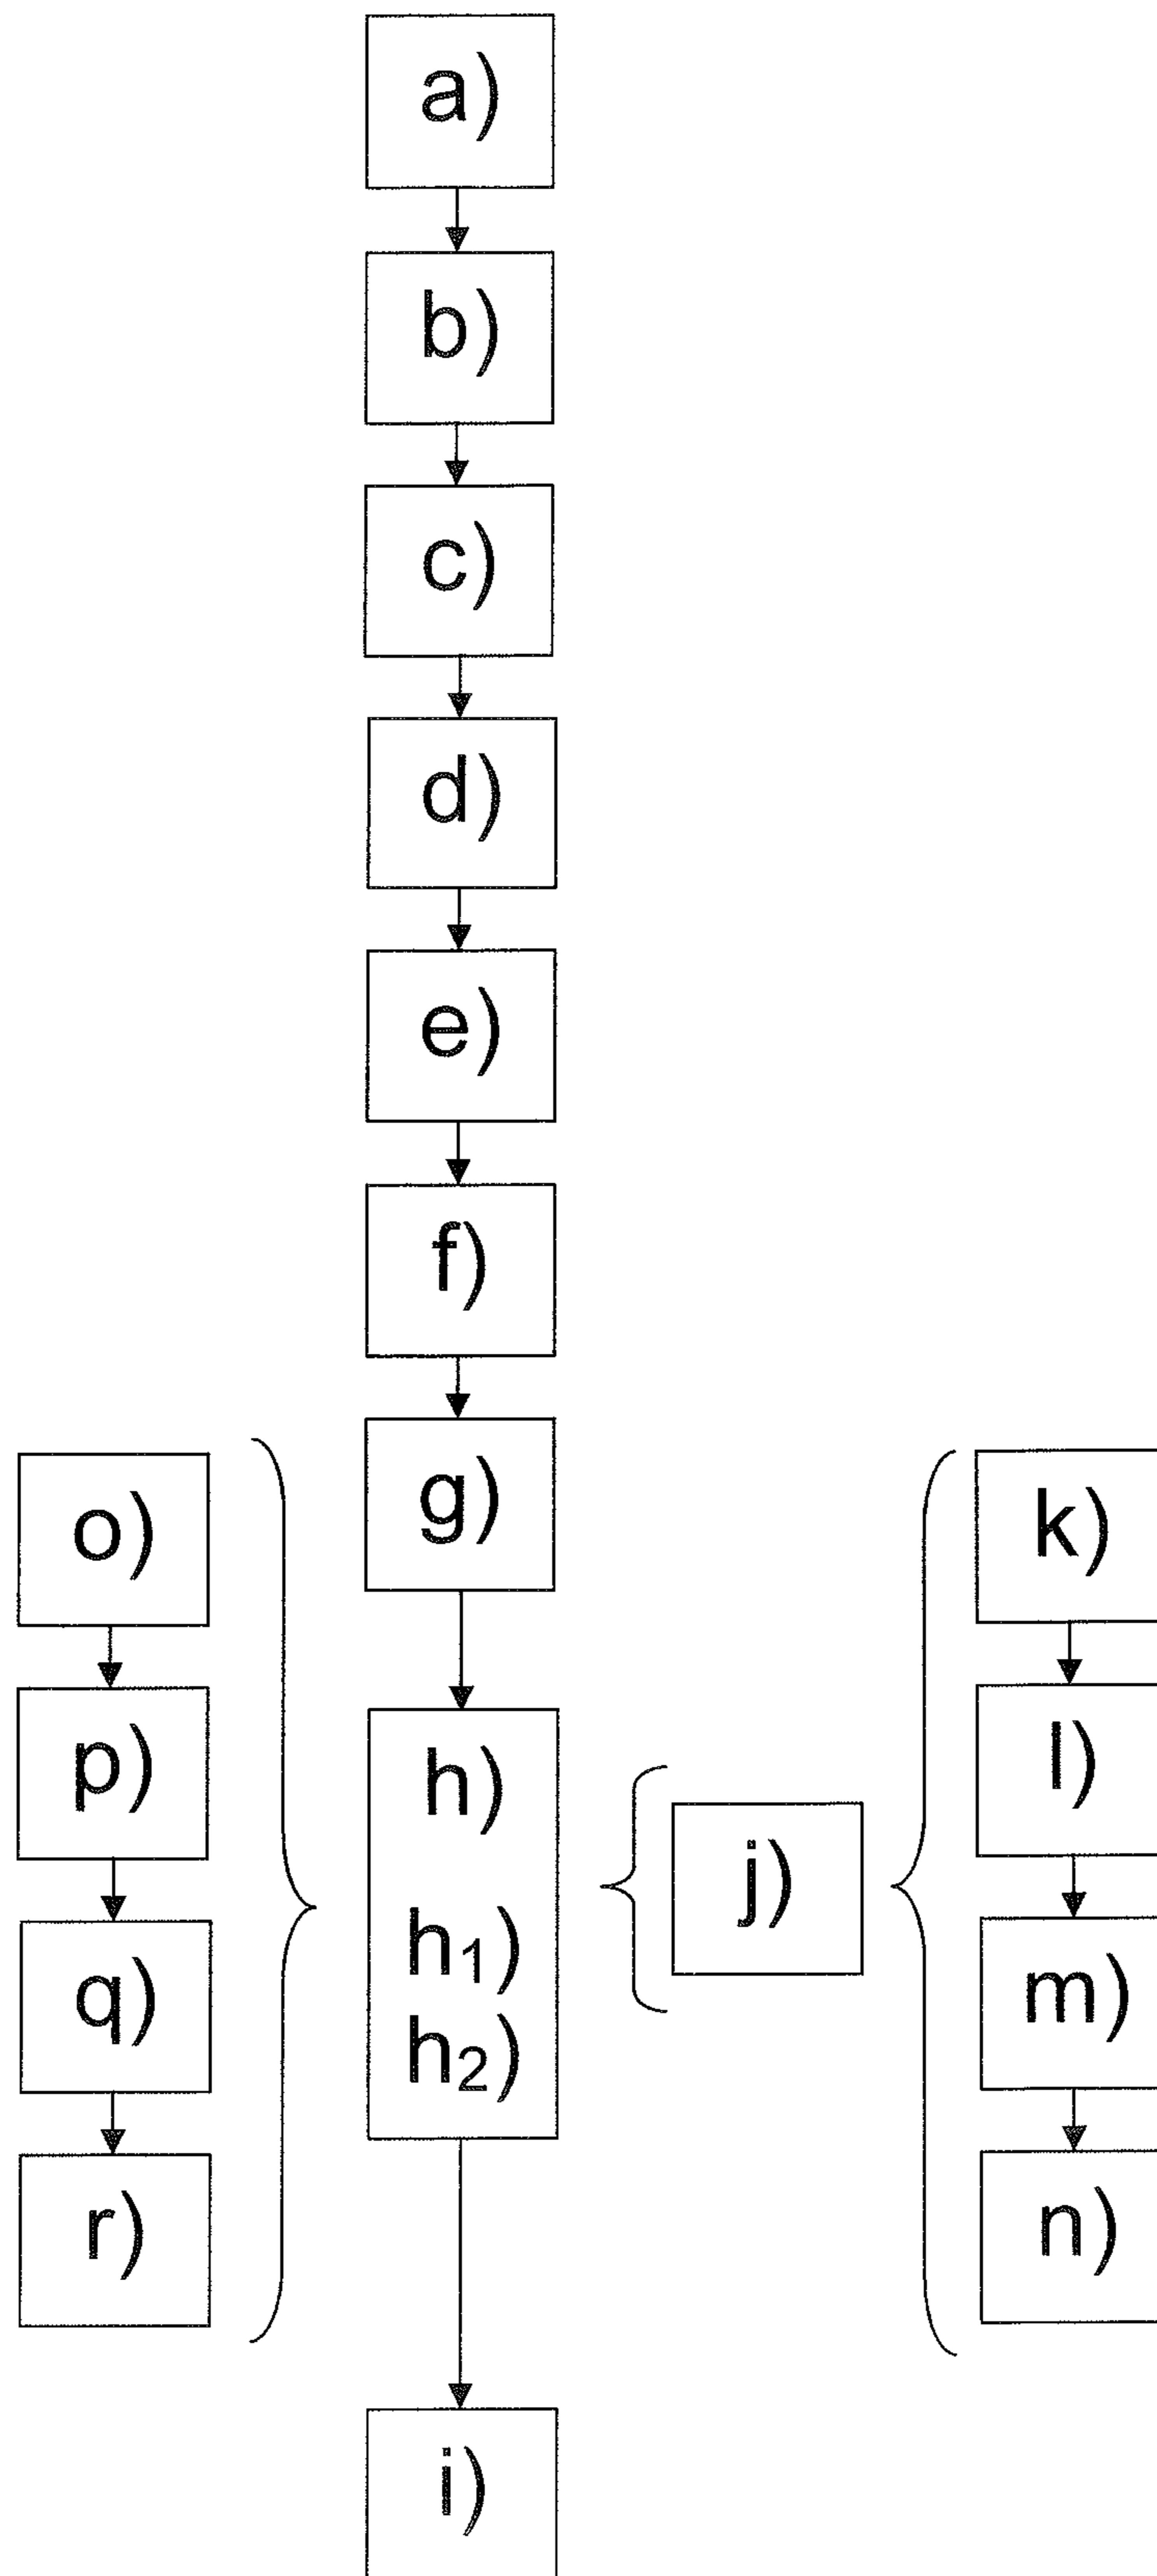 a)
b)
c)
d)
e)
f)
g)
h)
h₁)
h₂)
i)
j)
k)
l)
m)
n)
o)
p)
q)
r)